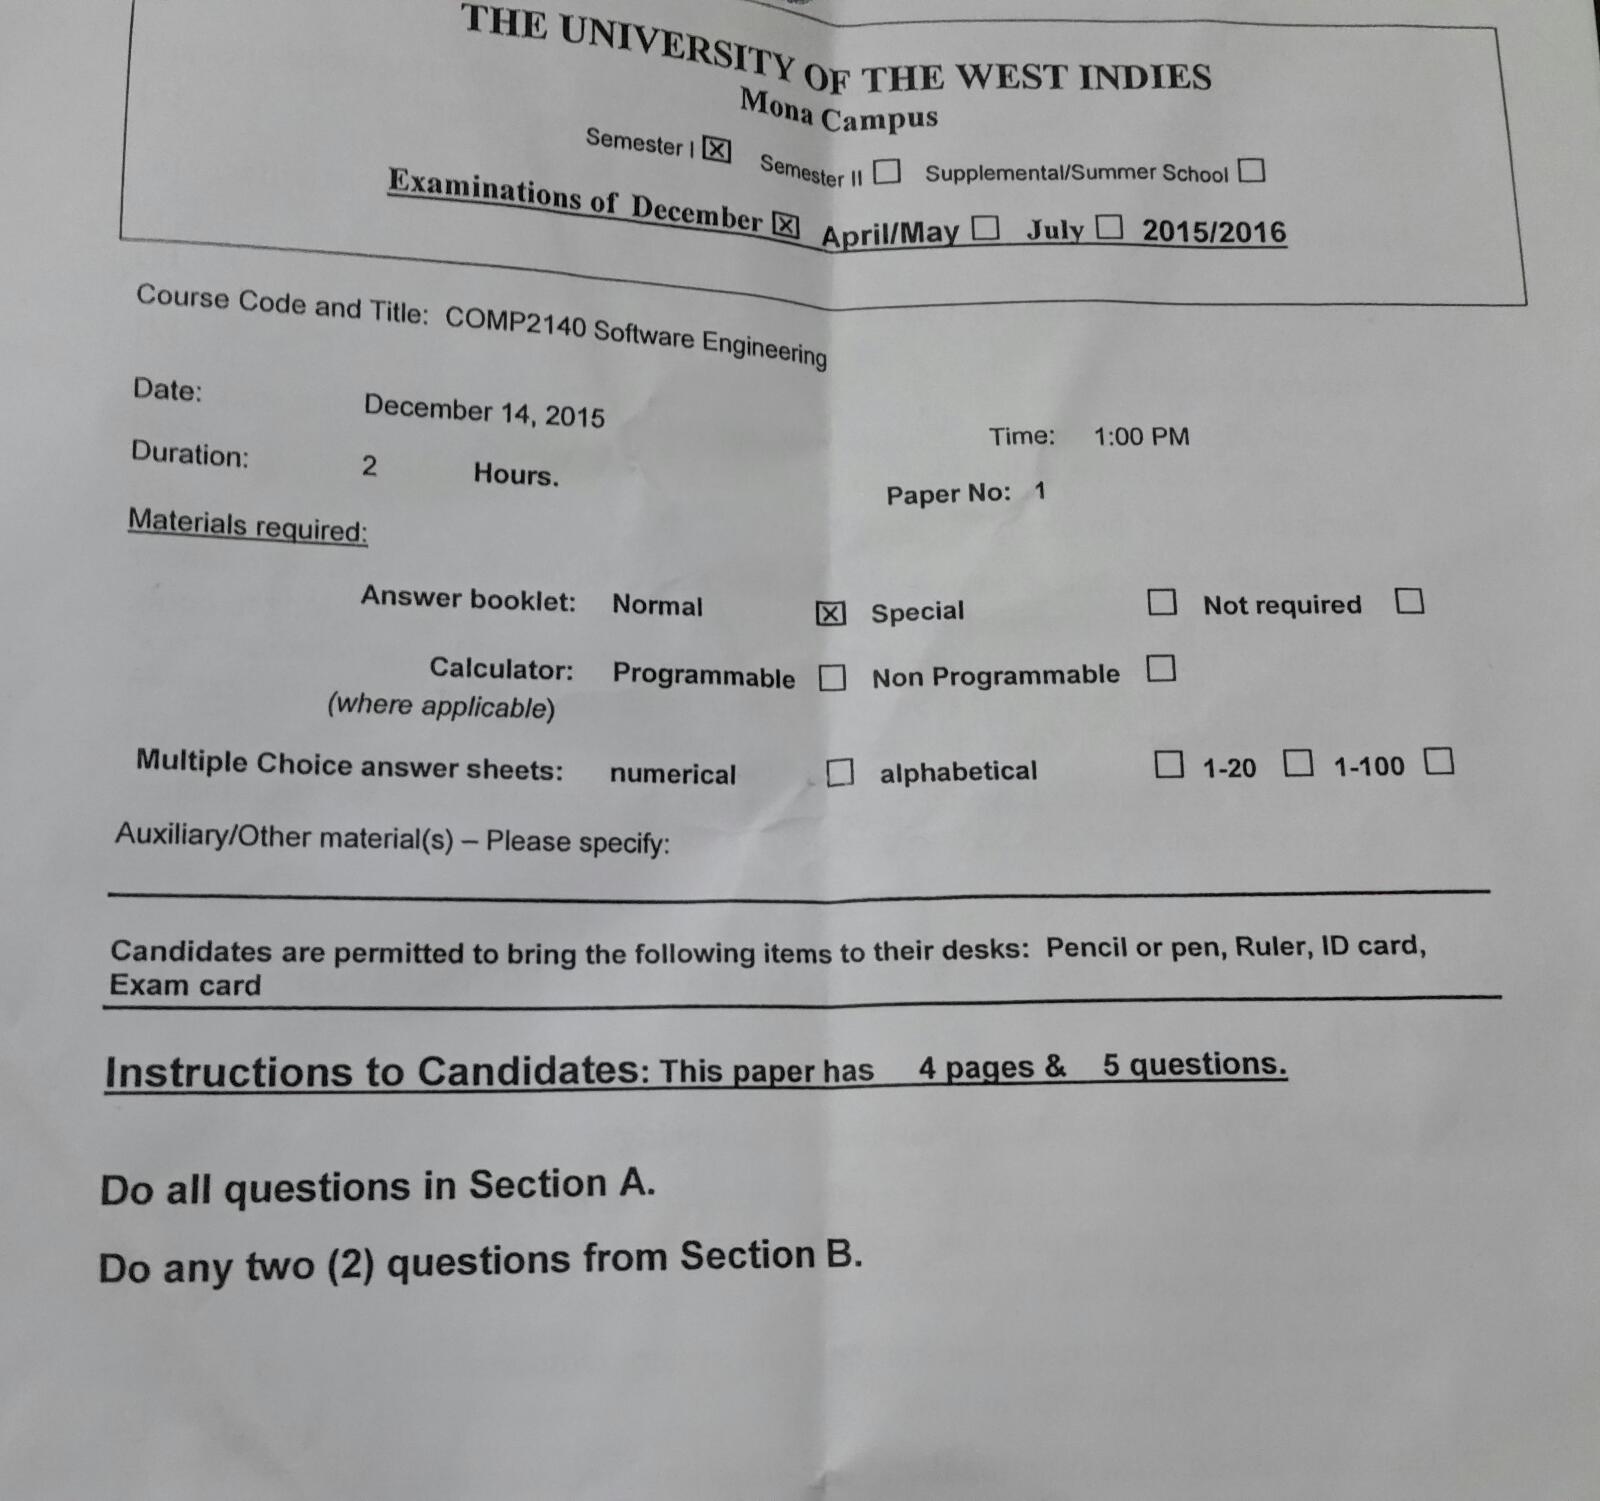 THE UNIVERSITY OF THE WEST INDIES
Mona Campus
Semester I ☒ Semester II ☐ Supplemental/Summer School ☐
Examinations of December ☒ April/May ☐ July ☐ 2015/2016
Course Code and Title: COMP2140 Software Engineering
Date: December 14, 2015 Time: 1:00 PM
Duration: 2 Hours. Paper No: 1
Materials required:
Answer booklet: Normal ☒ Special ☐ Not required ☐
Calculator: Programmable ☐ Non Programmable ☐
(where applicable)
Multiple Choice answer sheets: numerical ☐ alphabetical ☐ 1-20 ☐ 1-100 ☐
Auxiliary/Other material(s) – Please specify:
Candidates are permitted to bring the following items to their desks: Pencil or pen, Ruler, ID card,
Exam card
Instructions to Candidates: This paper has 4 pages & 5 questions.
Do all questions in Section A.
Do any two (2) questions from Section B.